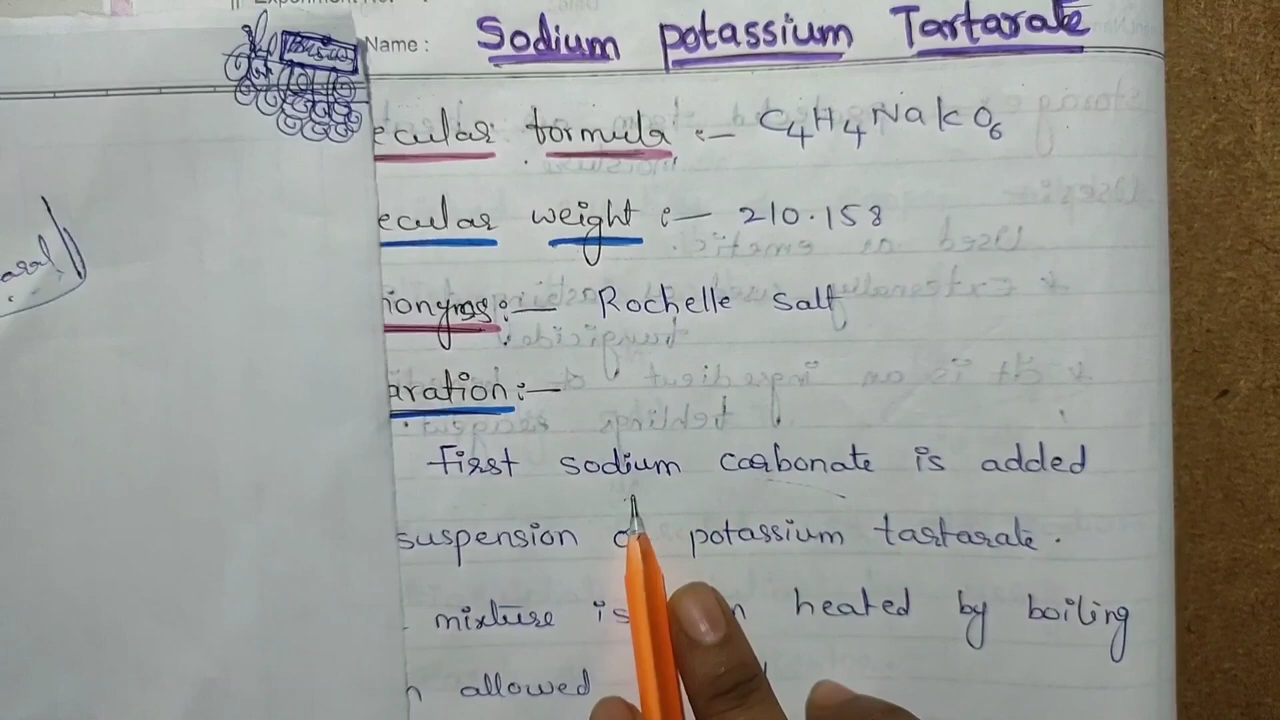 Name :
Sodium potassium Tartarate
ecular formula :- C4H4NaKO6
ecular weight :- 210.158
ionyms :- Rochelle salt
aration :-
First sodium carbonate is added
suspension potassium tartarate.
mixture is heated by boiling
allowed